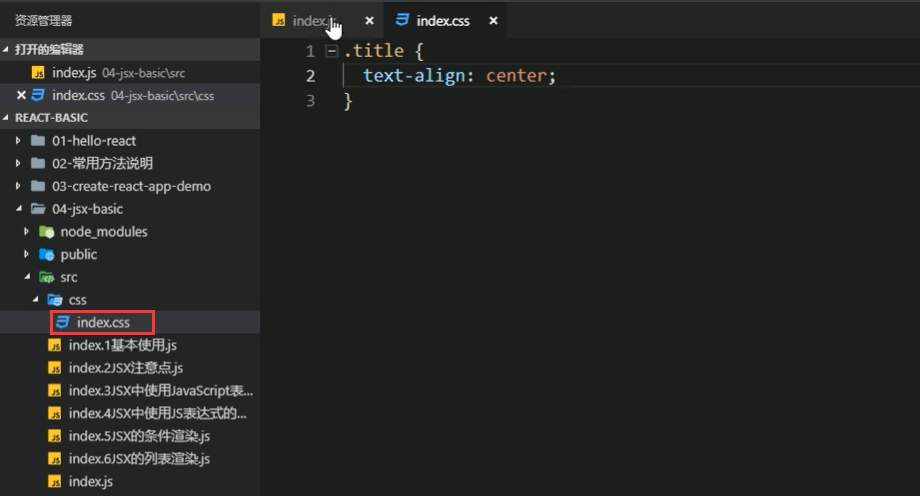 资源管理器
打开的编辑器
index.js 04-jsx-basic\src
index.css 04-jsx-basic\src\css
REACT-BASIC
01-hello-react
02-常用方法说明
03-create-react-app-demo
04-jsx-basic
node_modules
public
src
css
index.css
index.1基本使用.js
index.2JSX注意点.js
index.3JSX中使用JavaScript表...
index.4JSX中使用JS表达式的...
index.5JSX的条件渲染.js
index.6JSX的列表渲染.js
index.js
index.js index.css
1 .title {
2 text-align: center;
3 }